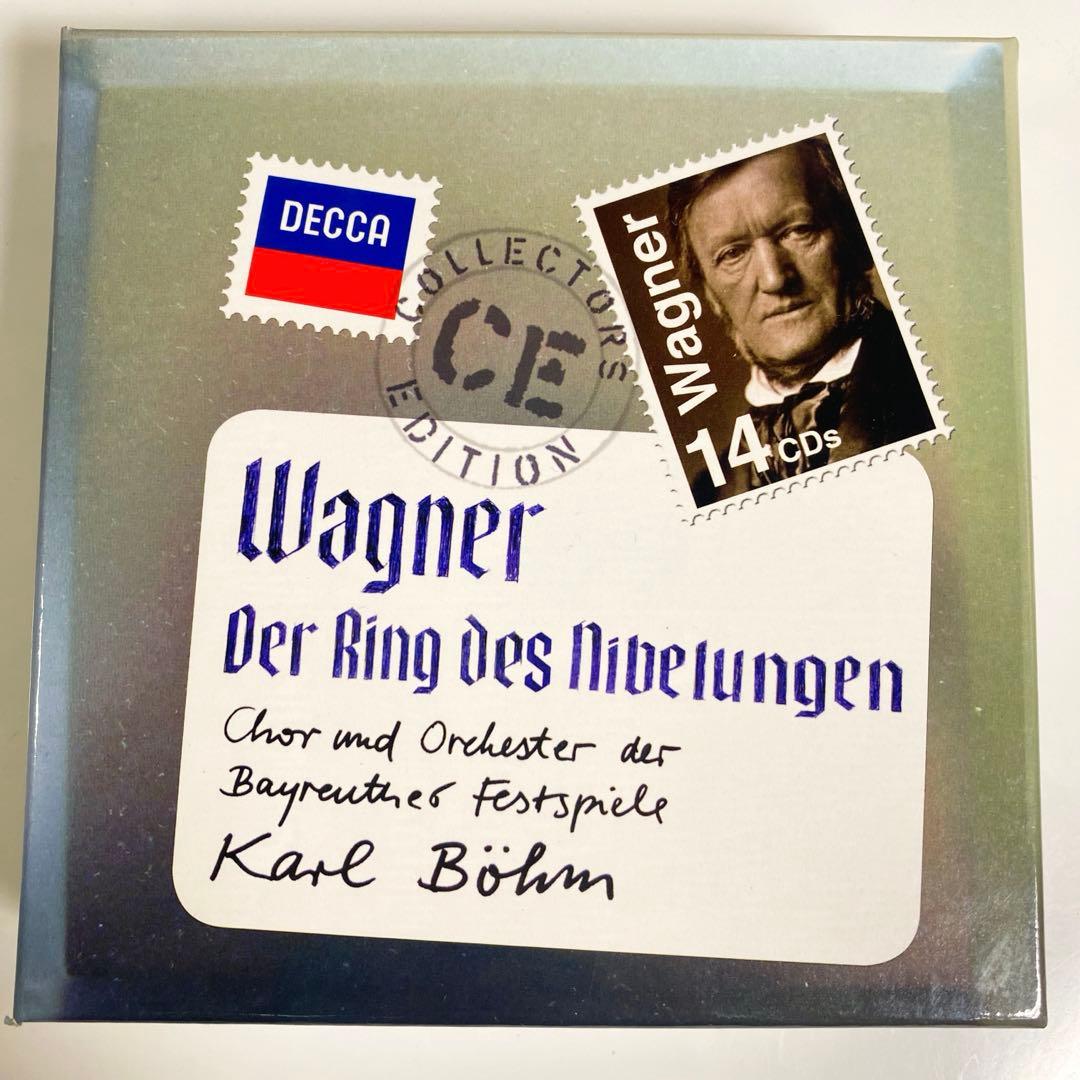 DECCA
COLLECTORS
CE
EDITION
Wagner
14 CDs
Wagner
Der Ring des Nibelungen
Chor und Orchester der
Bayreuther Festspiele
Karl Böhm